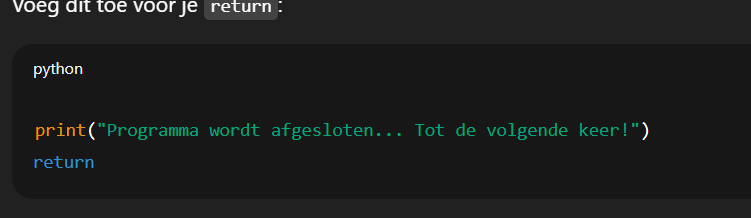 Voeg dit toe voor je return:
python
print("Programma wordt afgesloten... Tot de volgende keer!")
return